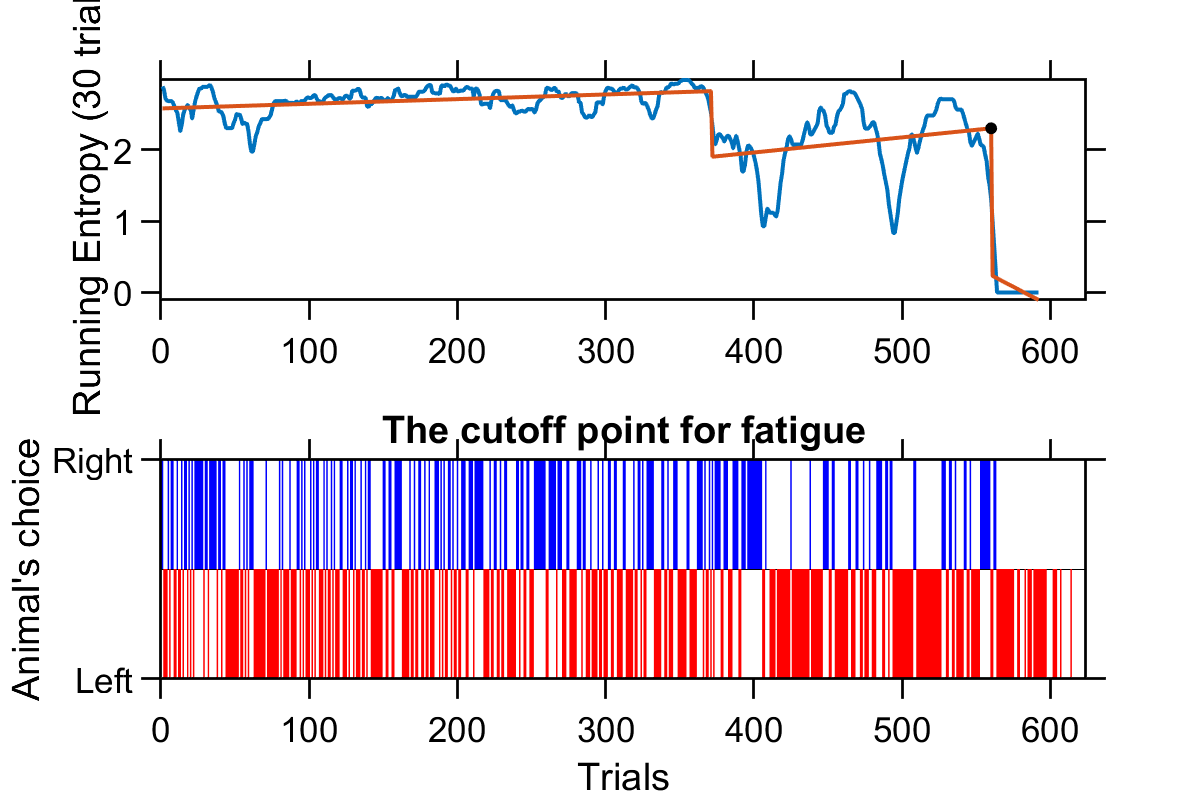 Running Entropy (30 trial
2
1
0
0 100 200 300 400 500 600
The cutoff point for fatigue
Animal's choice
Right
Left
0 100 200 300 400 500 600
Trials